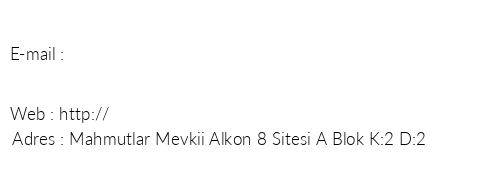 E-mail :
Web : http://
Adres : Mahmutlar Mevkii Alkon 8 Sitesi A Blok K:2 D:2